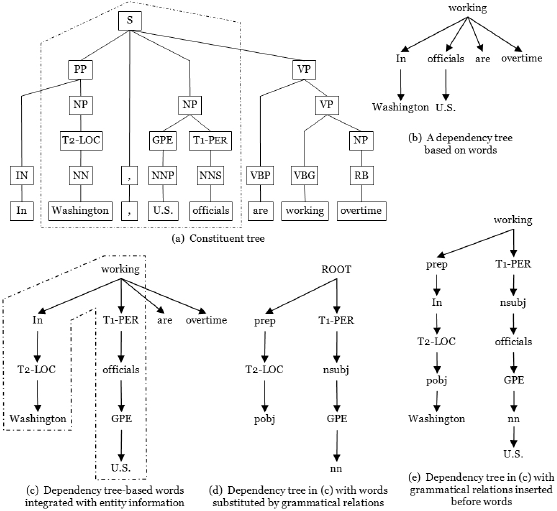 S
PP
VP
NP
NP
VP
T2-LOC
GPE
T1-PER
NP
IN
NN
,
NNP
NNS
VBP
VBG
RB
In
Washington
,
U.S.
officials
are
working
overtime
(a) Constituent tree
working
In
officials
are
overtime
Washington
U.S.
(b) A dependency tree
based on words
working
In
T1-PER
are
overtime
T2-LOC
officials
Washington
GPE
U.S.
(c) Dependency tree-based words
integrated with entity information
ROOT
prep
T1-PER
T2-LOC
nsubj
pobj
GPE
nn
(d) Dependency tree in (c) with words
substituted by grammatical relations
working
prep
T1-PER
In
nsubj
T2-LOC
officials
pobj
GPE
Washington
nn
U.S.
(e) Dependency tree in (c) with
grammatical relations inserted
before words